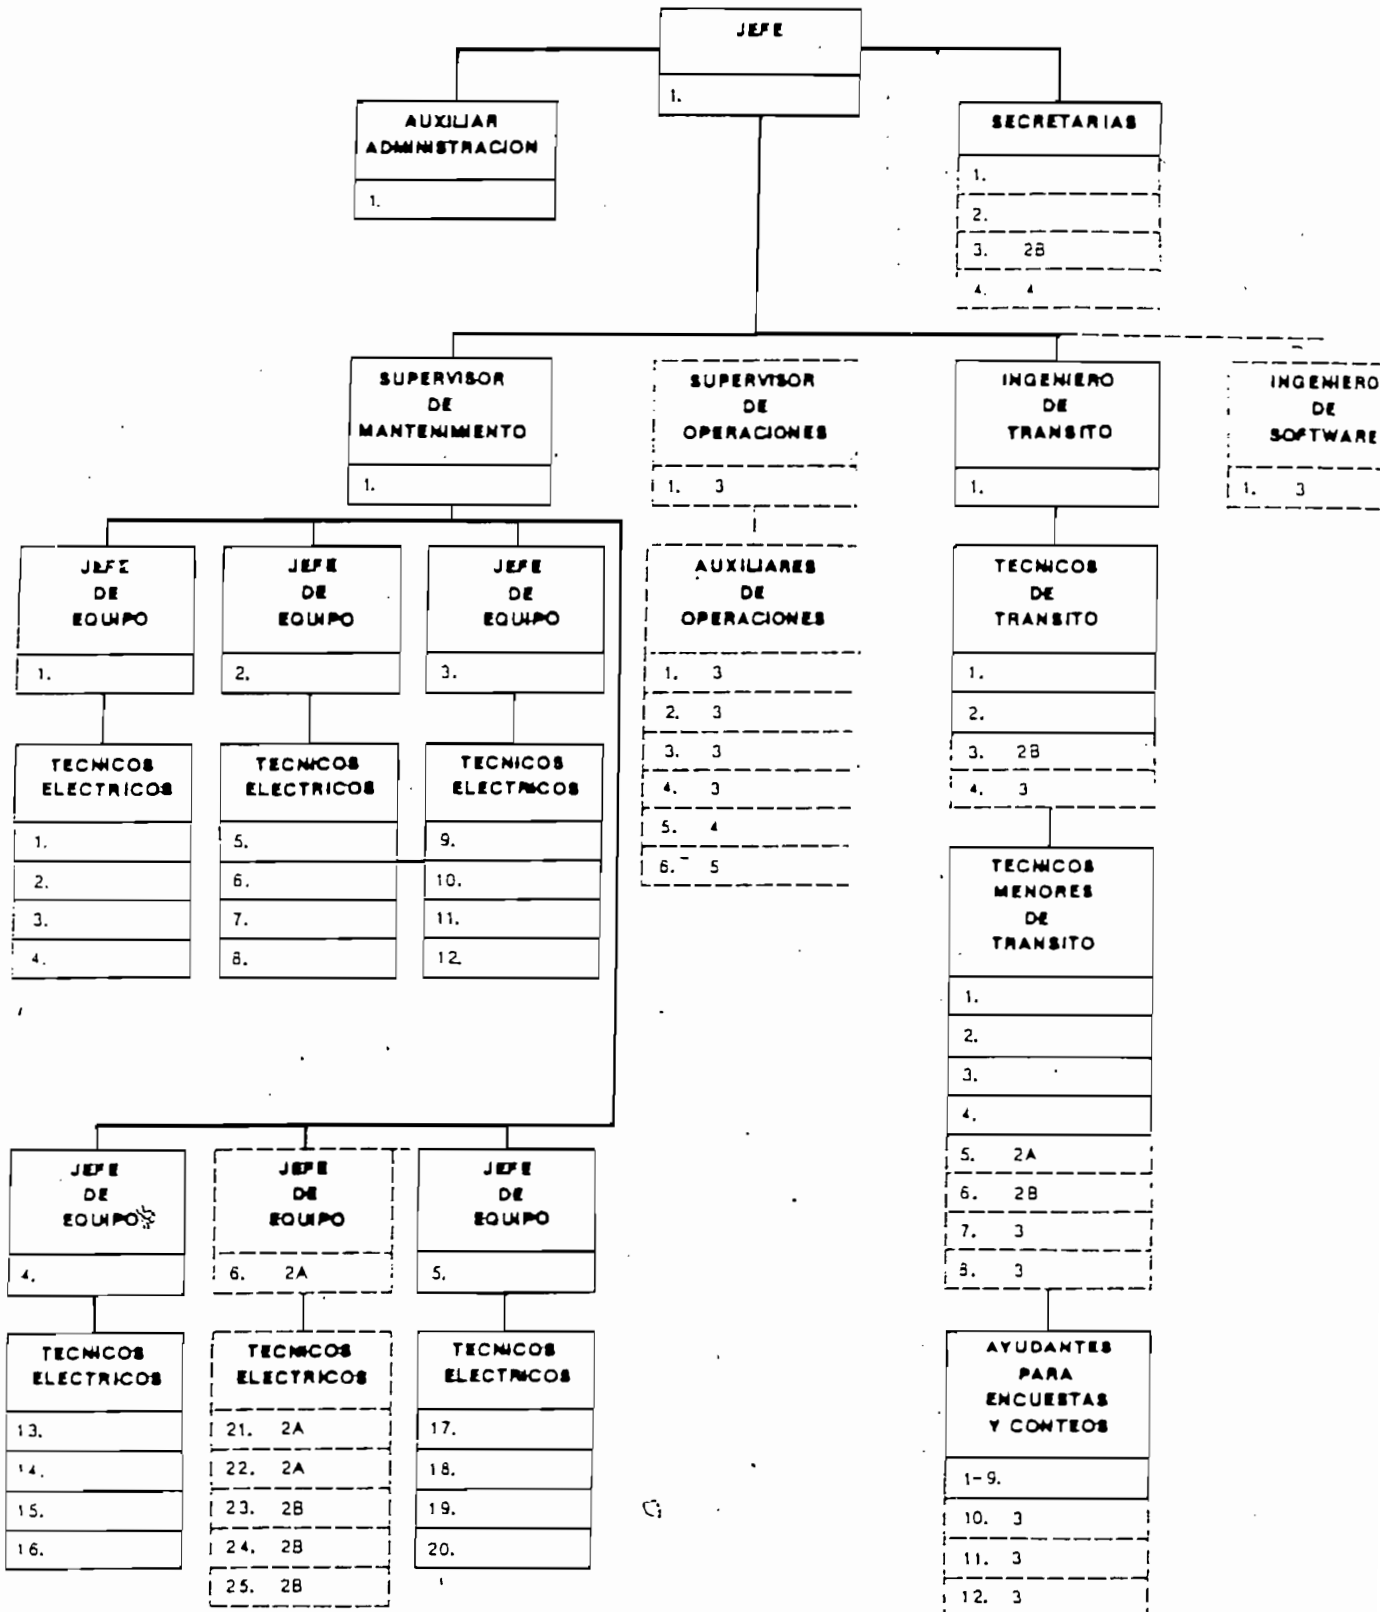 JEFE
1.
AUXILIAR
ADMINISTRACION
1.
SECRETARIAS
1.
2.
3. 2B
4. 4
SUPERVISOR
DE
MANTENIMIENTO
1.
SUPERVISOR
DE
OPERACIONES
1. 3
INGENIERO
DE
TRANSITO
1.
INGENIERO
DE
SOFTWARE
1. 3
JEFE
DE
EQUIPO
1.
JEFE
DE
EQUIPO
2.
JEFE
DE
EQUIPO
3.
AUXILIARES
DE
OPERACIONES
1. 3
2. 3
3. 3
4. 3
5. 4
6. 5
TECNICOS
DE
TRANSITO
1.
2.
3. 2B
4. 3
TECNICOS
ELECTRICOS
1.
2.
3.
4.
TECNICOS
ELECTRICOS
5.
6.
7.
8.
TECNICOS
ELECTRICOS
9.
10.
11.
12.
TECNICOS
MENORES
DE
TRANSITO
1.
2.
3.
4.
5. 2A
6. 2B
7. 3
8. 3
JEFE
DE
EQUIPO
4.
JEFE
DE
EQUIPO
6. 2A
JEFE
DE
EQUIPO
5.
TECNICOS
ELECTRICOS
13.
14.
15.
16.
TECNICOS
ELECTRICOS
21. 2A
22. 2A
23. 2B
24. 2B
25. 2B
TECNICOS
ELECTRICOS
17.
18.
19.
20.
AYUDANTES
PARA
ENCUESTAS
Y CONTEOS
1-9.
10. 3
11. 3
12. 3